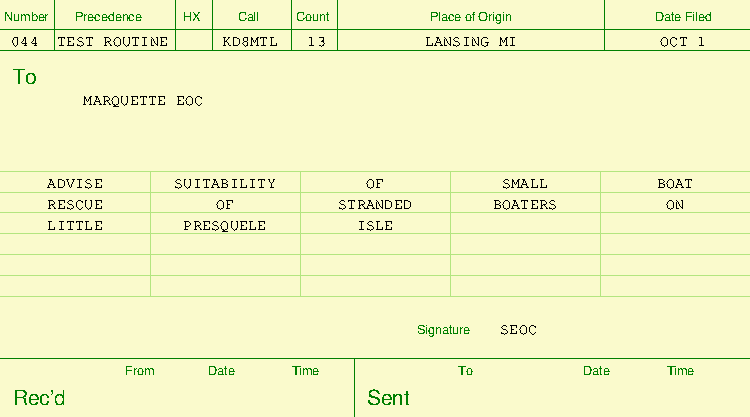 Number Precedence HX Call Count Place of Origin Date Filed
044 TEST ROUTINE KD8MTL 13 LANSING MI OCT 1
To
MARQUETTE EOC
ADVISE SUITABILITY OF SMALL BOAT
RESCUE OF STRANDED BOATERS ON
LITTLE PRESQUELE ISLE
Signature SEOC
From Date Time To Date Time
Rec'd Sent